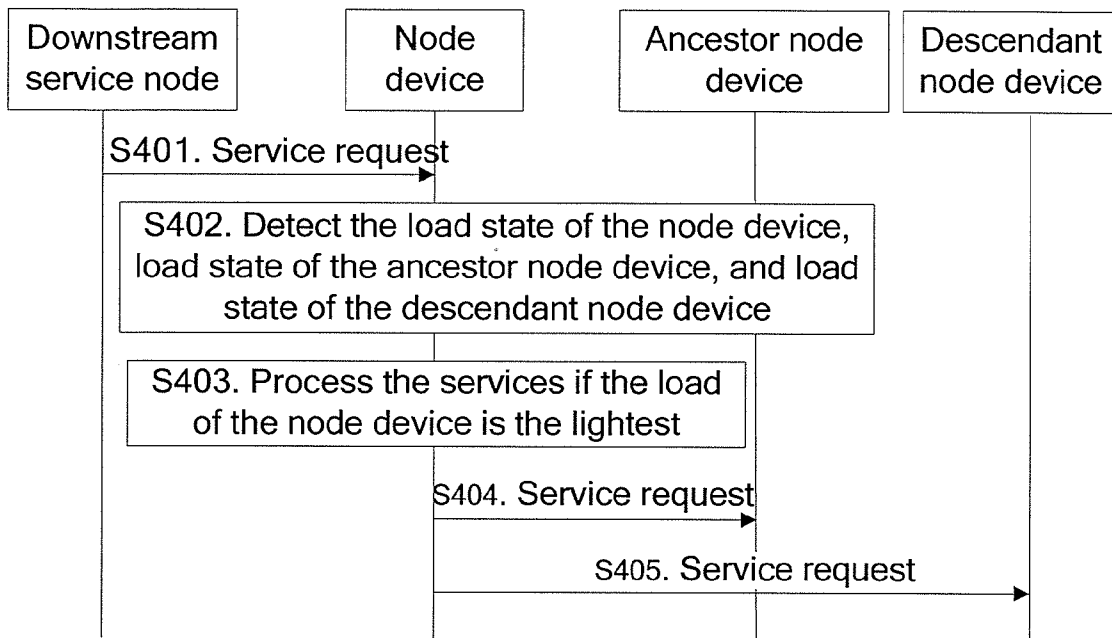 Downstream
service node
Node
device
Ancestor node
device
Descendant
node device
S401. Service request
S402. Detect the load state of the node device,
load state of the ancestor node device, and load
state of the descendant node device
S403. Process the services if the load
of the node device is the lightest
S404. Service request
S405. Service request